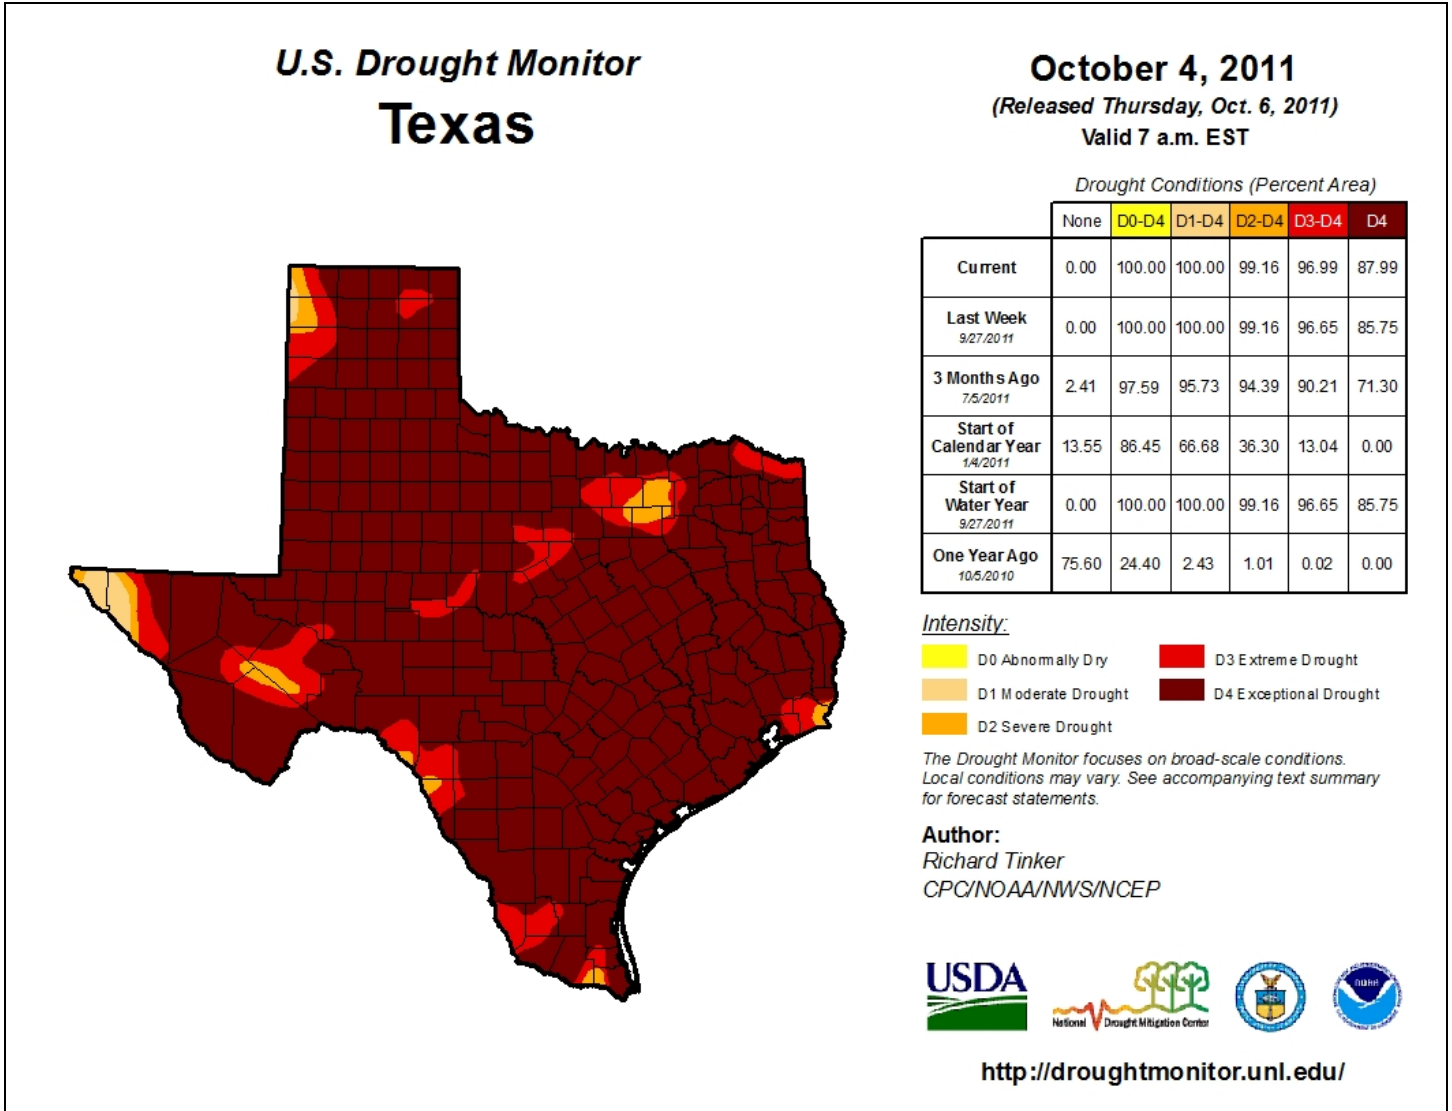 U.S. Drought Monitor
Texas
October 4, 2011
(Released Thursday, Oct. 6, 2011)
Valid 7 a.m. EST
Drought Conditions (Percent Area)
None D0-D4 D1-D4 D2-D4 D3-D4 D4
Current 0.00 100.00 100.00 99.16 96.99 87.99
Last Week
9/27/2011
0.00 100.00 100.00 99.16 96.65 85.75
3 Months Ago
7/5/2011
2.41 97.59 95.73 94.39 90.21 71.30
Start of
Calendar Year
1/4/2011
13.55 86.45 66.68 36.30 13.04 0.00
Start of
Water Year
9/27/2011
0.00 100.00 100.00 99.16 96.65 85.75
One Year Ago
10/5/2010
75.60 24.40 2.43 1.01 0.02 0.00
Intensity:
D0 Abnormally Dry
D1 Moderate Drought
D2 Severe Drought
D3 Extreme Drought
D4 Exceptional Drought
The Drought Monitor focuses on broad-scale conditions.
Local conditions may vary. See accompanying text summary
for forecast statements.
Author:
Richard Tinker
CPC/NOAA/NWS/NCEP
USDA
National Drought Mitigation Center
NOAA
http://droughtmonitor.unl.edu/